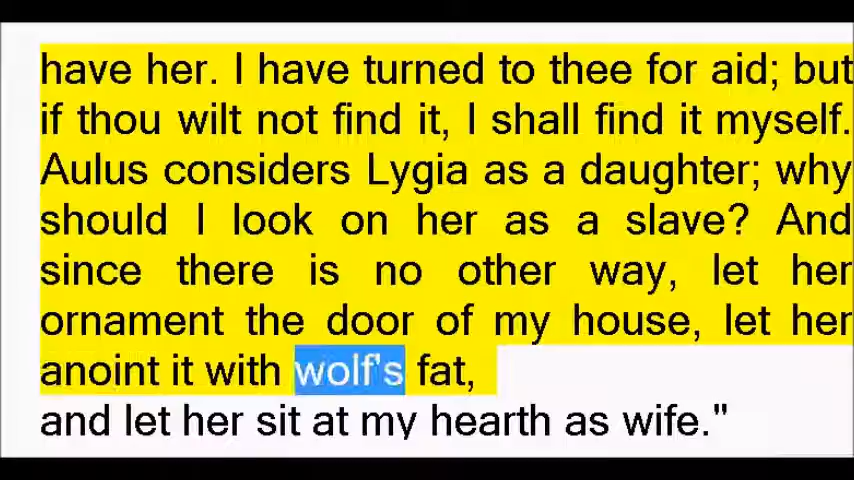 have her. I have turned to thee for aid; but
if thou wilt not find it, I shall find it myself.
Aulus considers Lygia as a daughter; why
should I look on her as a slave? And
since there is no other way, let her
ornament the door of my house, let her
anoint it with wolf's fat,
and let her sit at my hearth as wife."